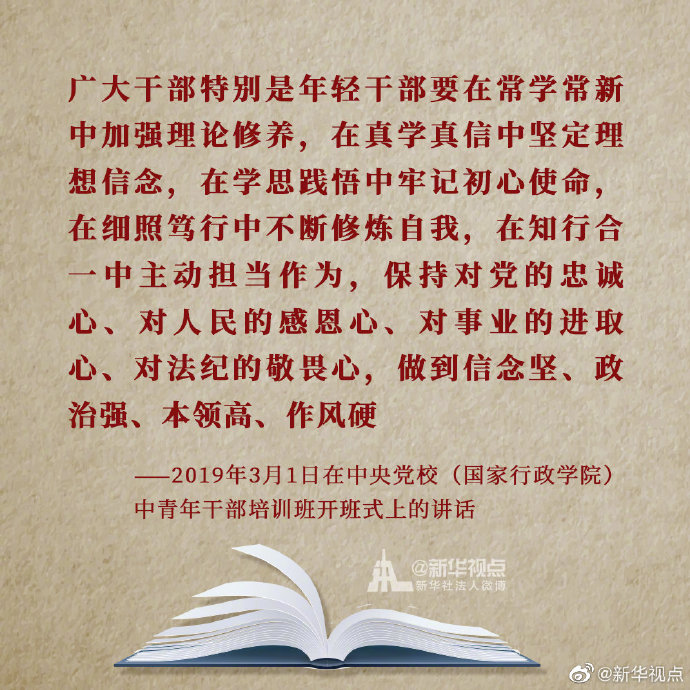 广大干部特别是年轻干部要在常学常新
中加强理论修养，在真学真信中坚定理
想信念，在学思践悟中牢记初心使命，
在细照笃行中不断修炼自我，在知行合
一中主动担当作为，保持对党的忠诚
心、对人民的感恩心、对事业的进取
心、对法纪的敬畏心，做到信念坚、政
治强、本领高、作风硬
——2019年3月1日在中央党校（国家行政学院）
中青年干部培训班开班式上的讲话
@新华视点
新华社法人微博
@新华视点